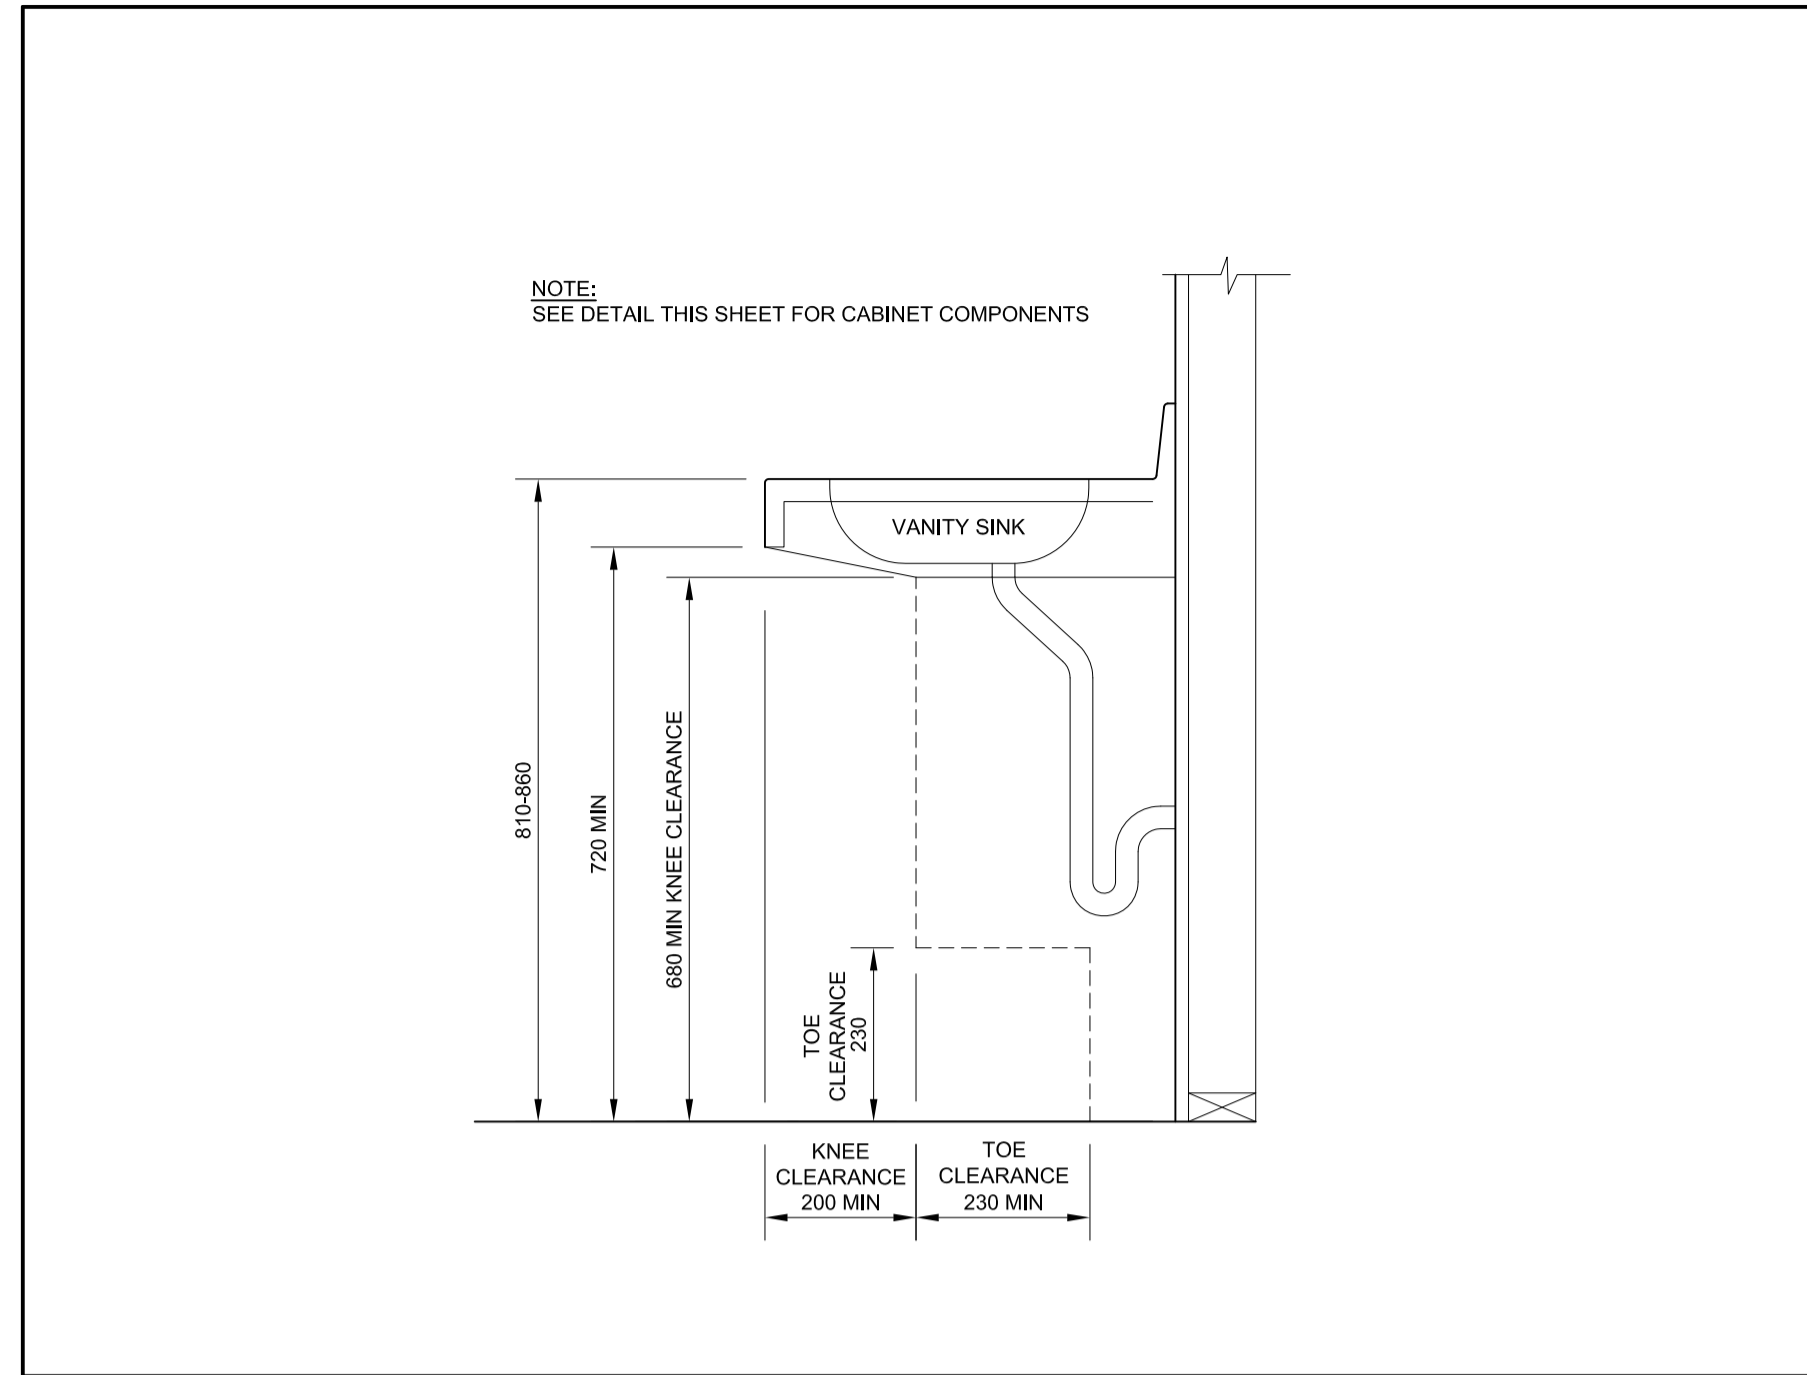 NOTE:
SEE DETAIL THIS SHEET FOR CABINET COMPONENTS
VANITY SINK
810-860
720 MIN
680 MIN KNEE CLEARANCE
TOE
CLEARANCE
230
KNEE
CLEARANCE
200 MIN
TOE
CLEARANCE
230 MIN